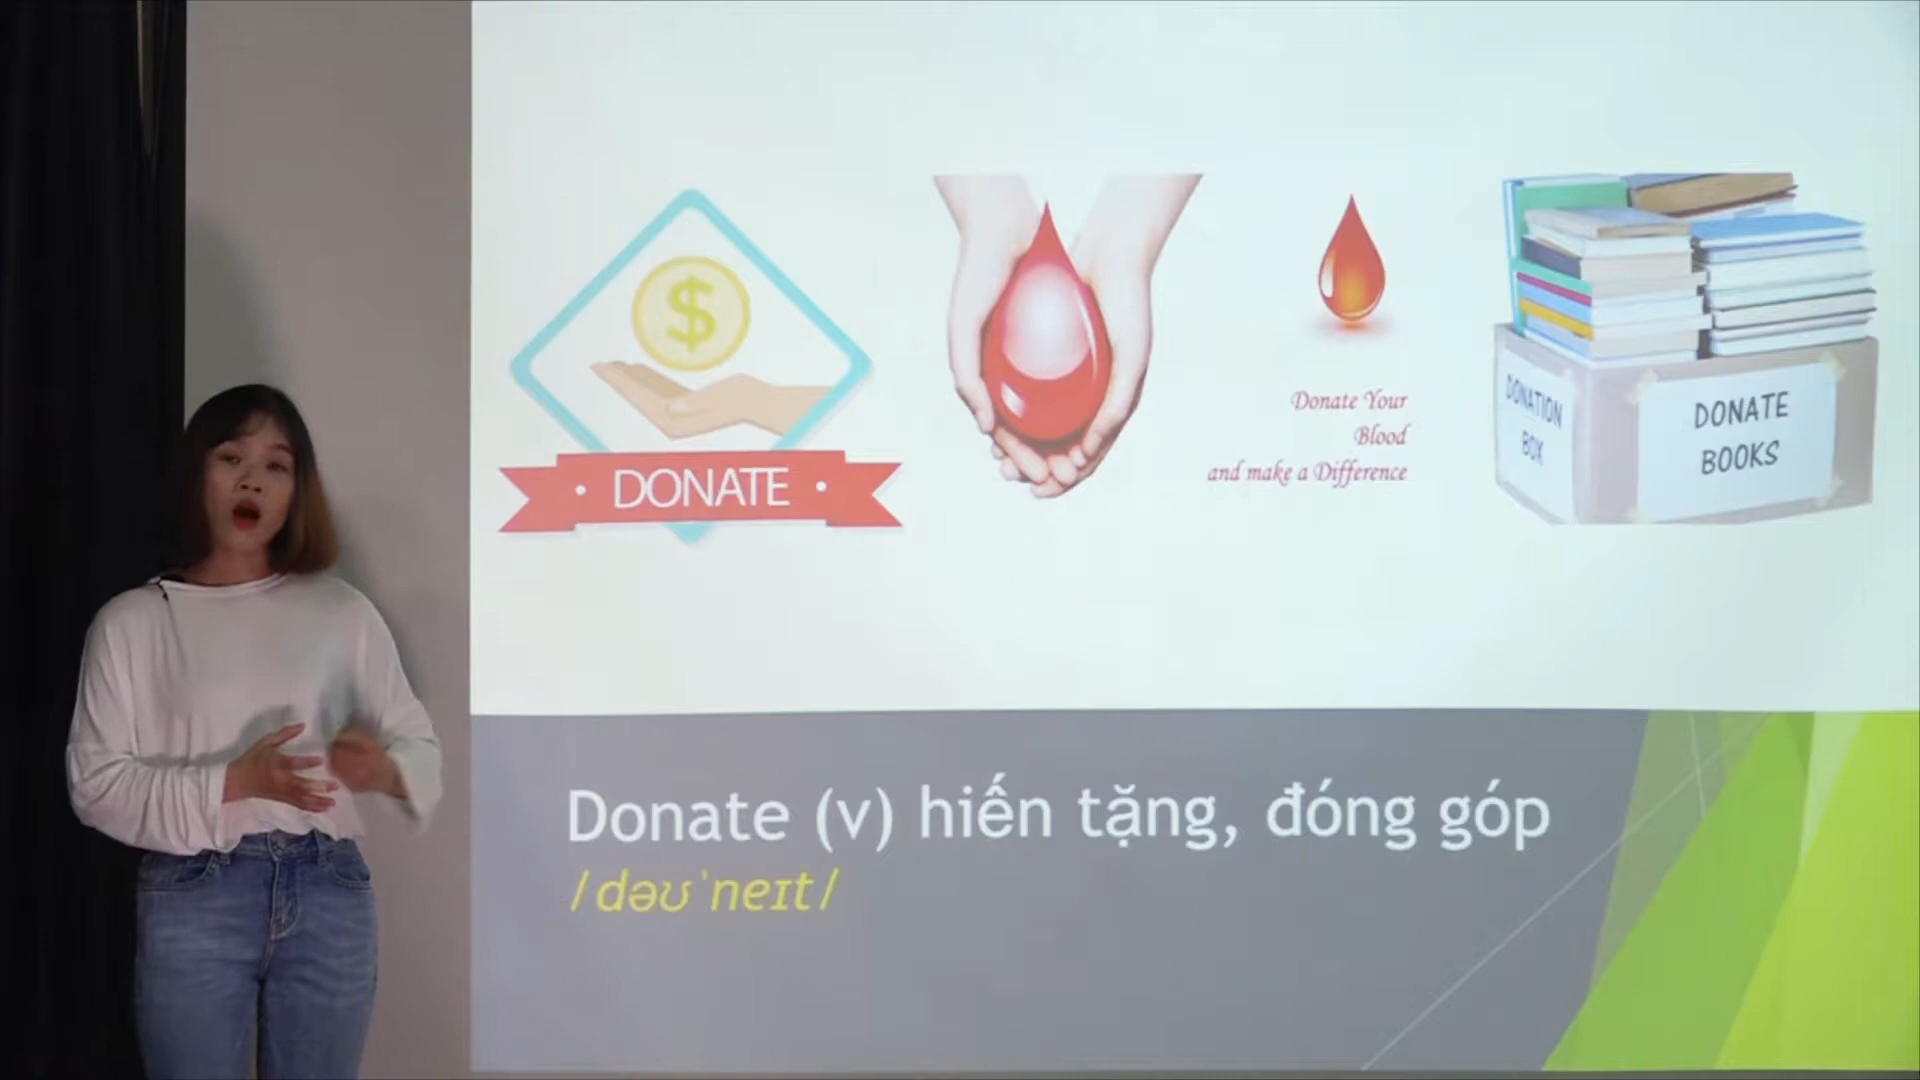 $
DONATE
Donate Your
Blood
and make a Difference
DONATION
BOX
DONATE
BOOKS
Donate (v) hiến tặng, đóng góp
/dəʊˈneɪt/